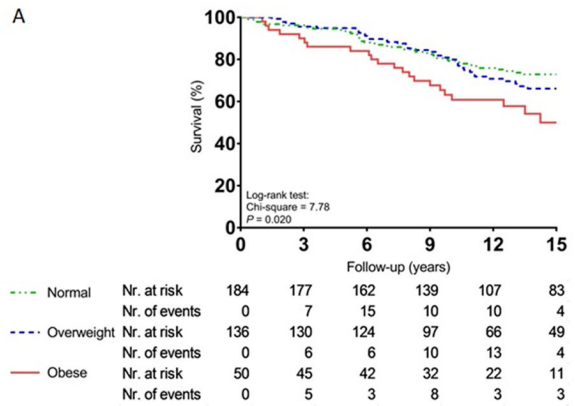 A
100
80
60
40
20
0
Survival (%)
Log-rank test:
Chi-square = 7.78
P = 0.020
0 3 6 9 12 15
Follow-up (years)
Normal Nr. at risk 184 177 162 139 107 83
Nr. of events 0 7 15 10 10 4
Overweight Nr. at risk 136 130 124 97 66 49
Nr. of events 0 6 6 10 13 4
Obese Nr. at risk 50 45 42 32 22 11
Nr. of events 0 5 3 8 3 3